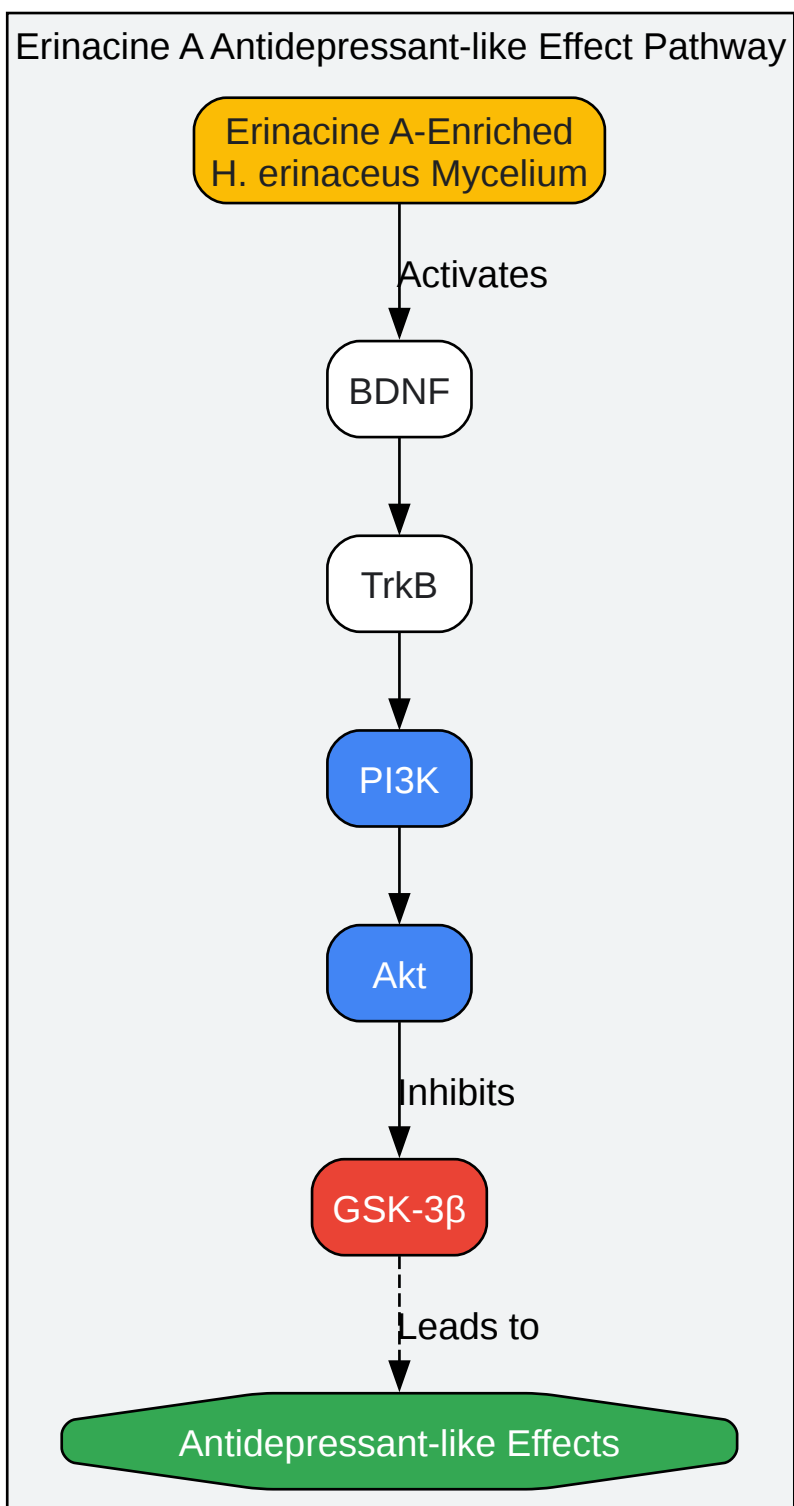 Erinacine A Antidepressant-like Effect Pathway
Erinacine A-Enriched
H. erinaceus Mycelium
Activates
BDNF
TrkB
PI3K
Akt
Inhibits
GSK-3β
Leads to
Antidepressant-like Effects